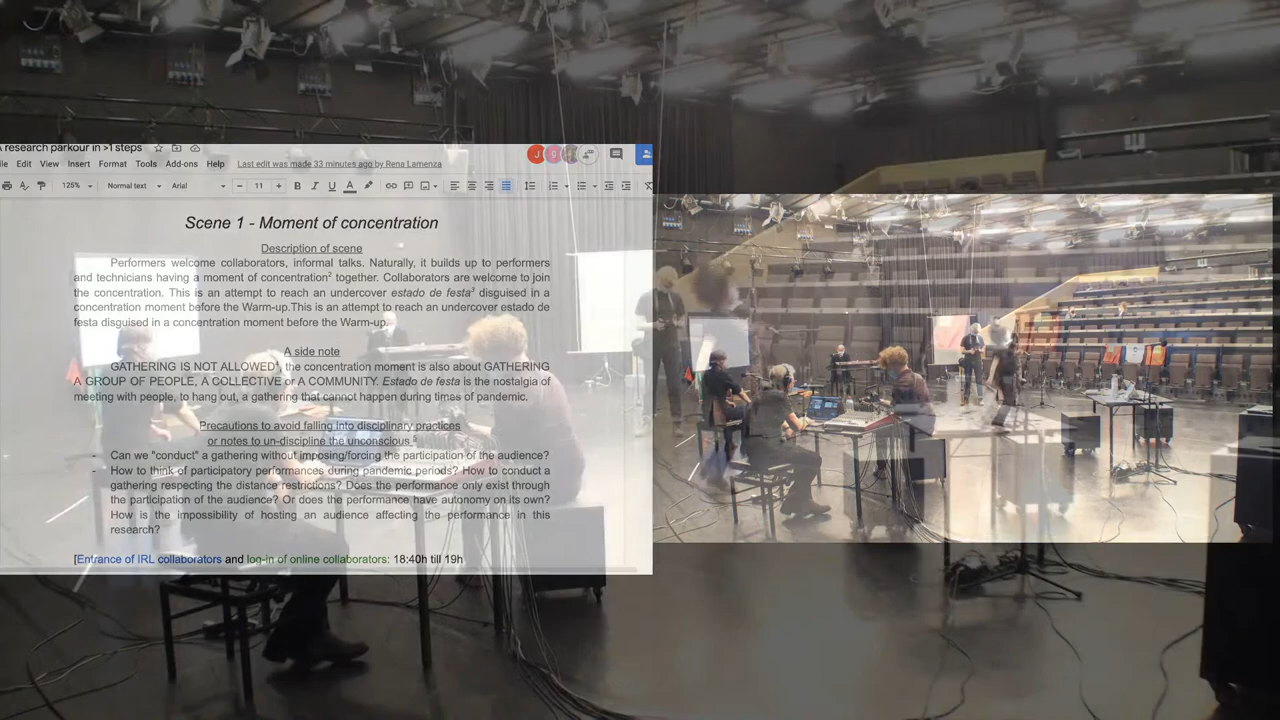 A research parkour in >1 steps
File Edit View Insert Format Tools Add-ons Help Last edit was made 33 minutes ago by Rena Lamenza
125% Normal text Arial - 11 + B I U A
Scene 1 - Moment of concentration
Description of scene
Performers welcome collaborators, informal talks. Naturally, it builds up to performers
and technicians having a moment of concentration² together. Collaborators are welcome to join
the concentration. This is an attempt to reach an undercover estado de festa³ disguised in a
concentration moment before the Warm-up.This is an attempt to reach an undercover estado de
festa disguised in a concentration moment before the Warm-up.
A side note
GATHERING IS NOT ALLOWED⁴, the concentration moment is also about GATHERING
A GROUP OF PEOPLE, A COLLECTIVE or A COMMUNITY. Estado de festa is the nostalgia of
meeting with people, to hang out, a gathering that cannot happen during times of pandemic.
Precautions to avoid falling into disciplinary practices
or notes to un-discipline the unconscious ⁵
- Can we "conduct" a gathering without imposing/forcing the participation of the audience?
- How to think of participatory performances during pandemic periods? How to conduct a
gathering respecting the distance restrictions? Does the performance only exist through
the participation of the audience? Or does the performance have autonomy on its own?
How is the impossibility of hosting an audience affecting the performance in this
research?
[Entrance of IRL collaborators and log-in of online collaborators: 18:40h till 19h